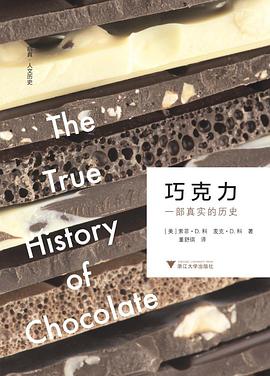 人文历史
The
True
History
of
Chocolate
巧克力
一部真实的历史
[美] 索菲·D. 科 麦克·D. 科 著
董舒琪 译
浙江大学出版社